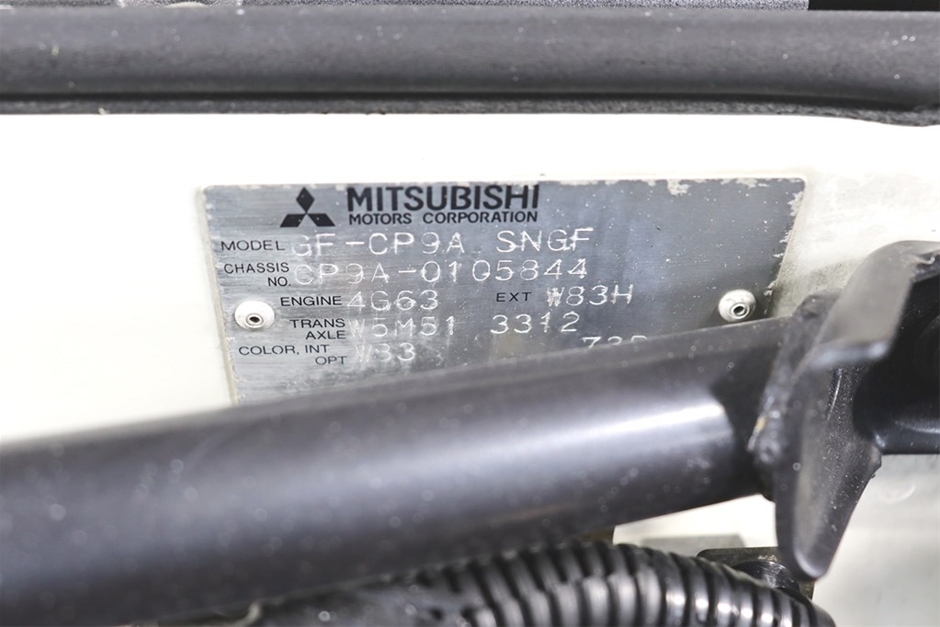 MITSUBISHI
MOTORS CORPORATION
MODEL GF-CP9A SNGF
CHASSIS NO. CP9A-0105844
ENGINE 4G63 EXT W83H
TRANS AXLE W5M51 3312
COLOR, INT OPT W33